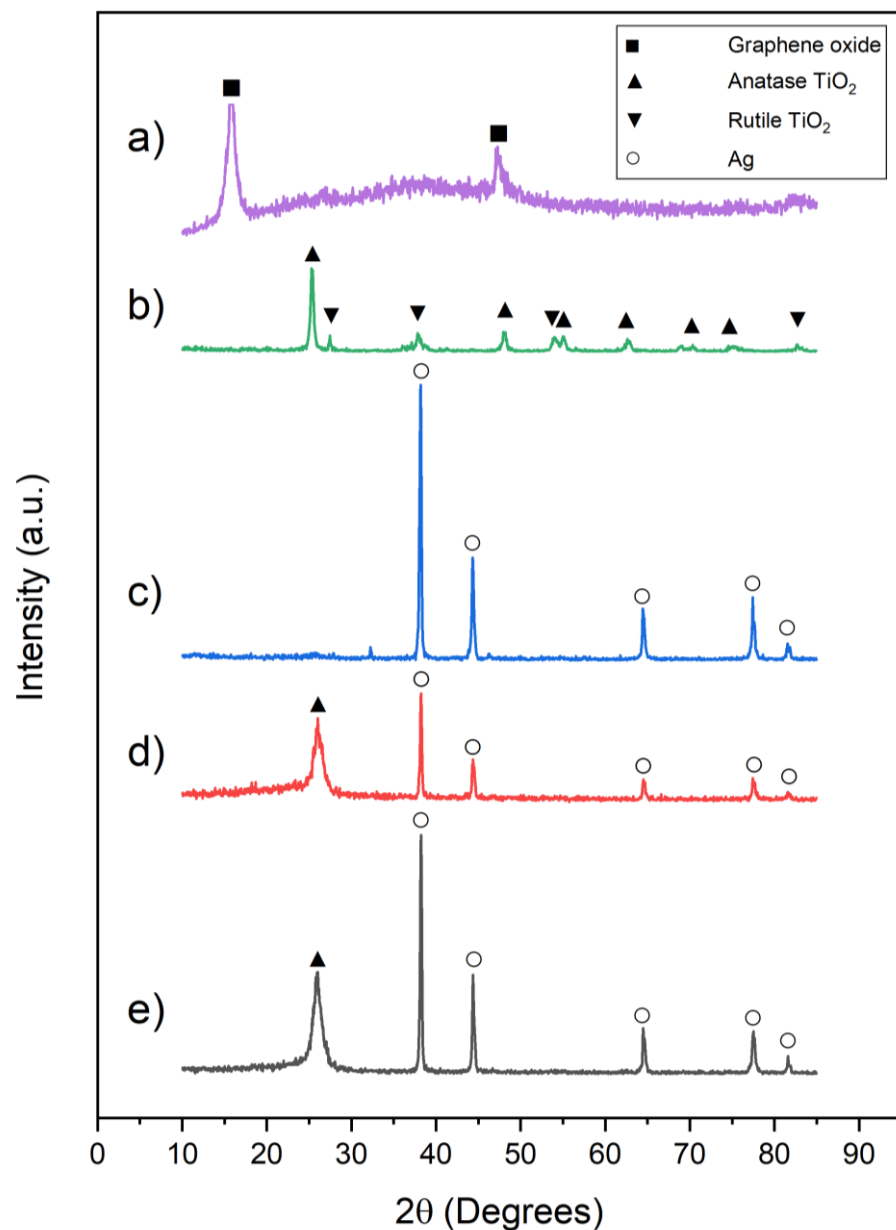 Graphene oxide
Anatase TiO₂
Rutile TiO₂
Ag
a)
b)
c)
d)
e)
Intensity (a.u.)
0 10 20 30 40 50 60 70 80 90
2θ (Degrees)